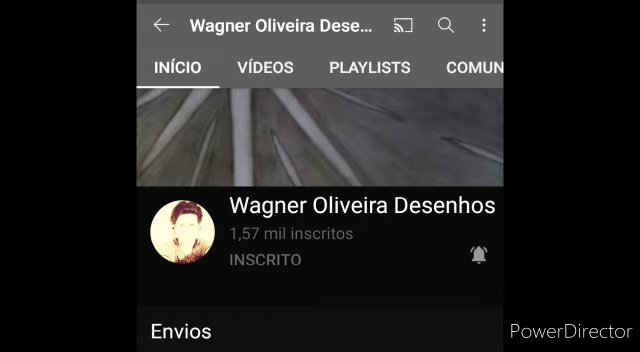 Wagner Oliveira Dese...
INÍCIO VÍDEOS PLAYLISTS COMUN
Wagner Oliveira Desenhos
1,57 mil inscritos
INSCRITO
Envios
PowerDirector